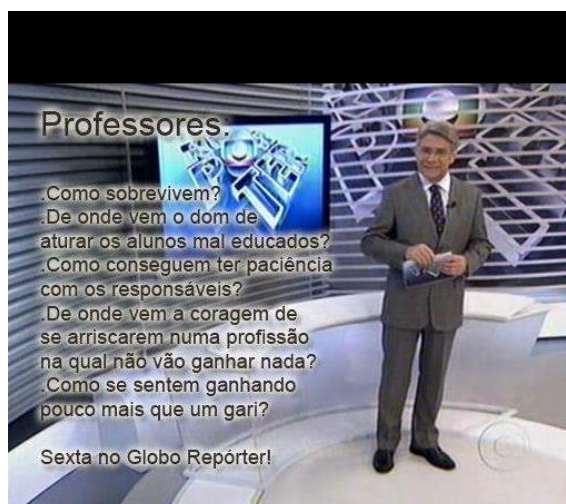 Professores.
.Como sobrevivem?
.De onde vem o dom de
aturar os alunos mal educados?
.Como conseguem ter paciência
com os responsáveis?
.De onde vem a coragem de
se arriscarem numa profissão
na qual não vão ganhar nada?
.Como se sentem ganhando
pouco mais que um gari?
Sexta no Globo Repórter!